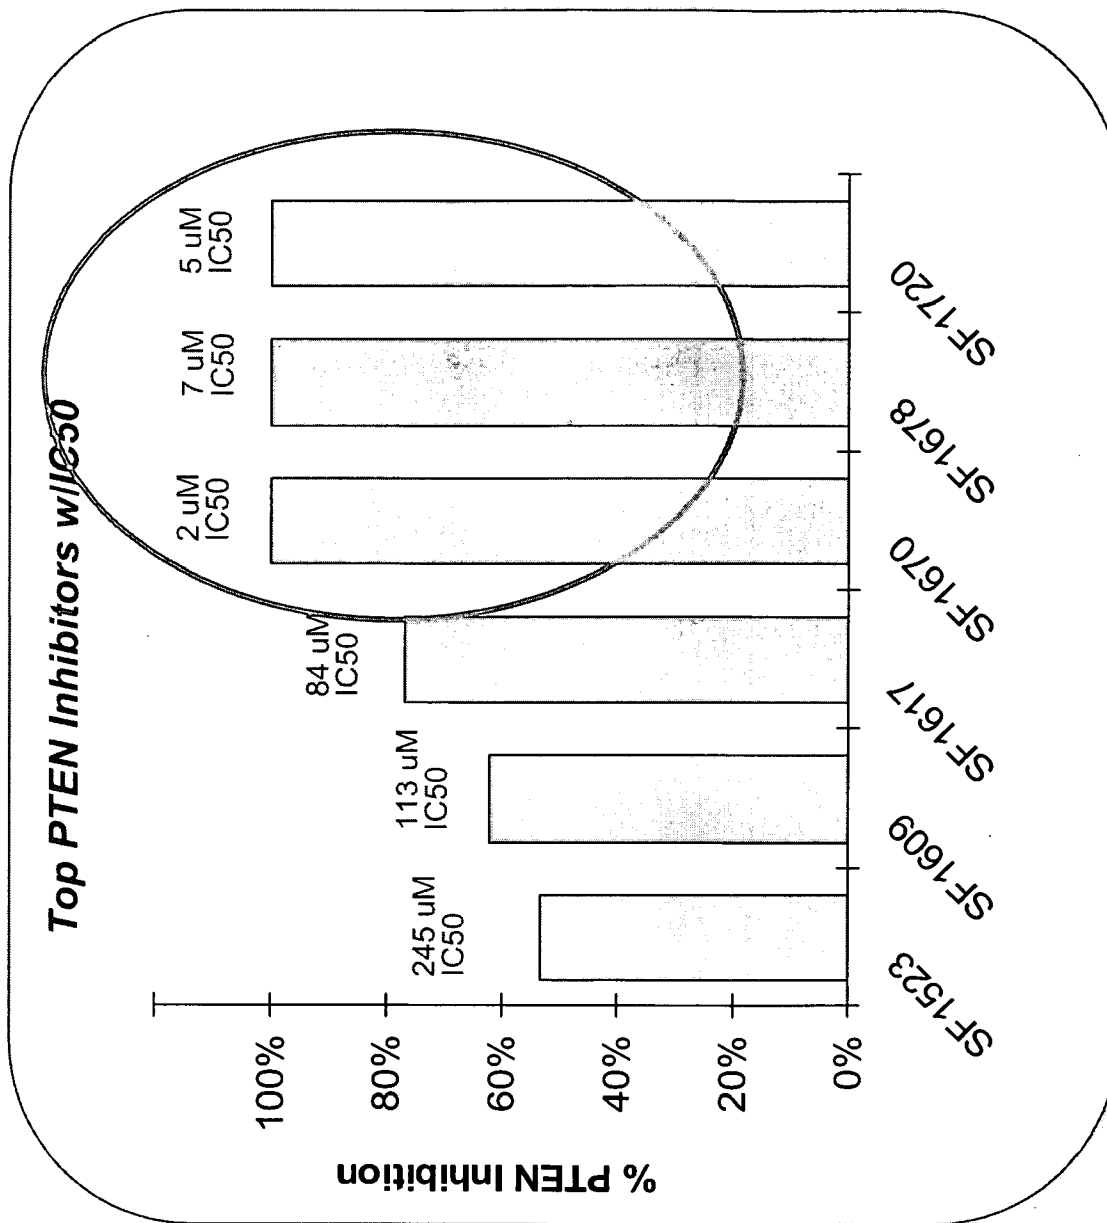 Top PTEN Inhibitors w/IC50
% PTEN Inhibition
100%
80%
60%
40%
20%
0%
245 uM
IC50
113 uM
IC50
84 uM
IC50
2 uM
IC50
7 uM
IC50
5 uM
IC50
SF1523
SF1609
SF1617
SF1670
SF1678
SF1720